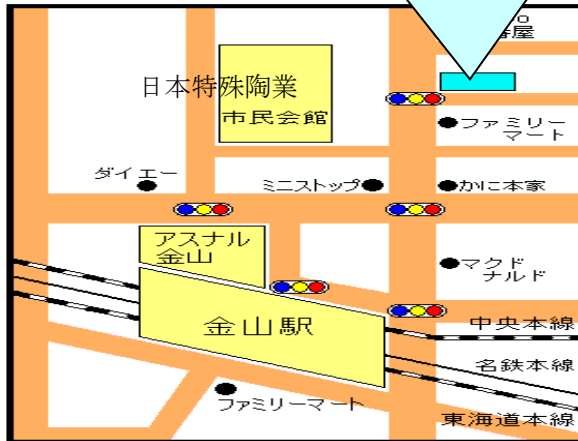 屋
日本特殊陶業
市民会館
ファミリー
マート
ダイエー
ミニストップ
かに本家
アスナル
金山
マクド
ナルド
金山駅
中央本線
名鉄本線
ファミリーマート
東海道本線